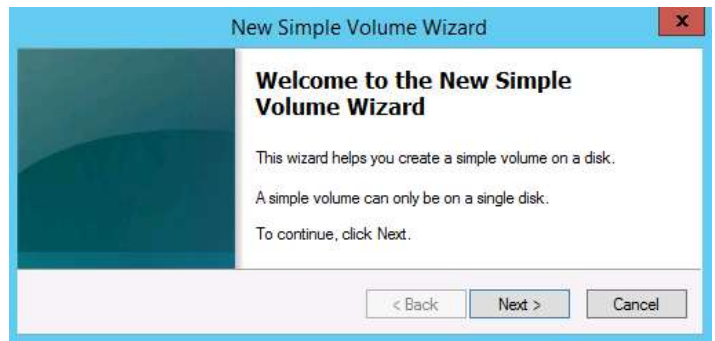 New Simple Volume Wizard
x
Welcome to the New Simple
Volume Wizard
This wizard helps you create a simple volume on a disk.
A simple volume can only be on a single disk.
To continue, click Next.
< Back Next > Cancel